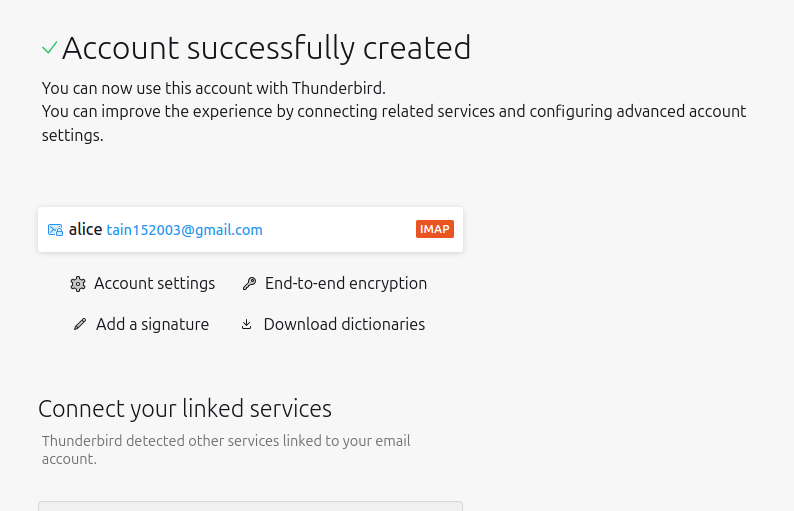 Account successfully created
You can now use this account with Thunderbird.
You can improve the experience by connecting related services and configuring advanced account
settings.
alice tain152003@gmail.com IMAP
Account settings End-to-end encryption
Add a signature Download dictionaries
Connect your linked services
Thunderbird detected other services linked to your email
account.